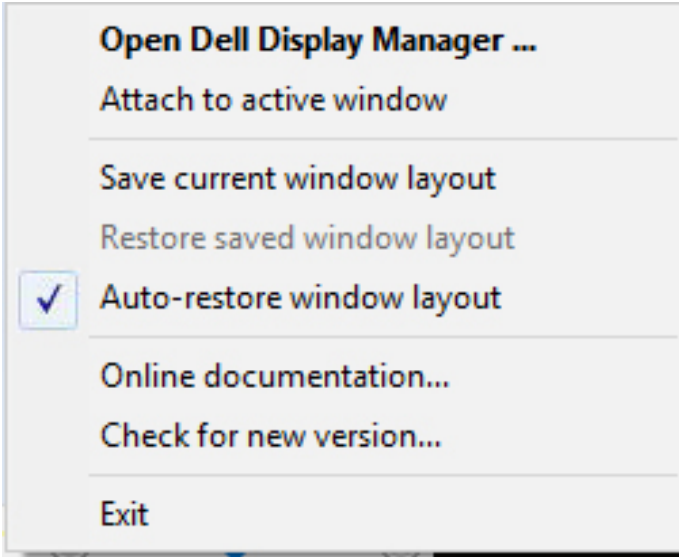 Open Dell Display Manager ...
Attach to active window
Save current window layout
Restore saved window layout
Auto-restore window layout
Online documentation...
Check for new version...
Exit